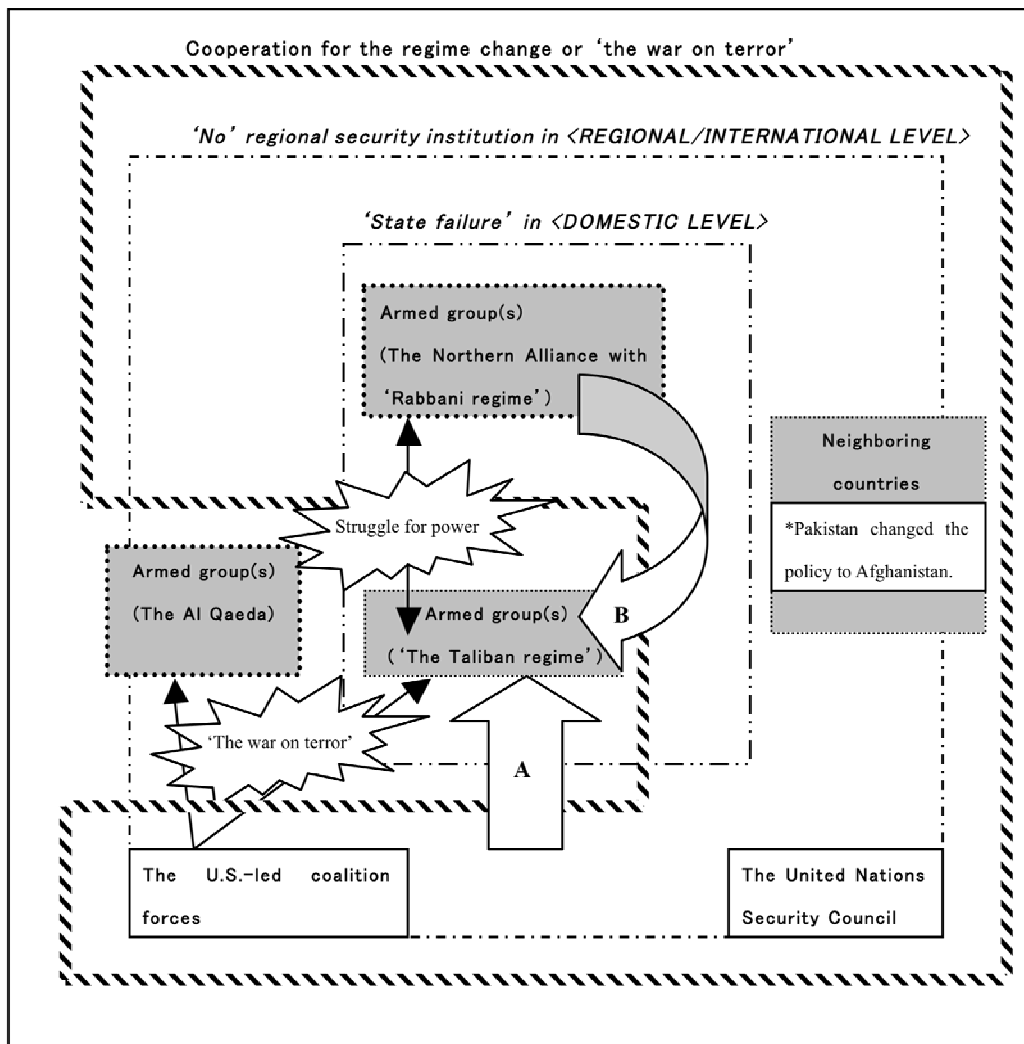 Cooperation for the regime change or ‘the war on terror’
‘No’ regional security institution in <REGIONAL/INTERNATIONAL LEVEL>
‘State failure’ in <DOMESTIC LEVEL>
Armed group(s)
(The Northern Alliance with
‘Rabbani regime’)
Neighboring
countries
*Pakistan changed the
policy to Afghanistan.
Struggle for power
Armed group(s)
(The Al Qaeda)
Armed group(s)
(‘The Taliban regime’)
B
‘The war on terror’
A
The U.S.-led coalition
forces
The United Nations
Security Council